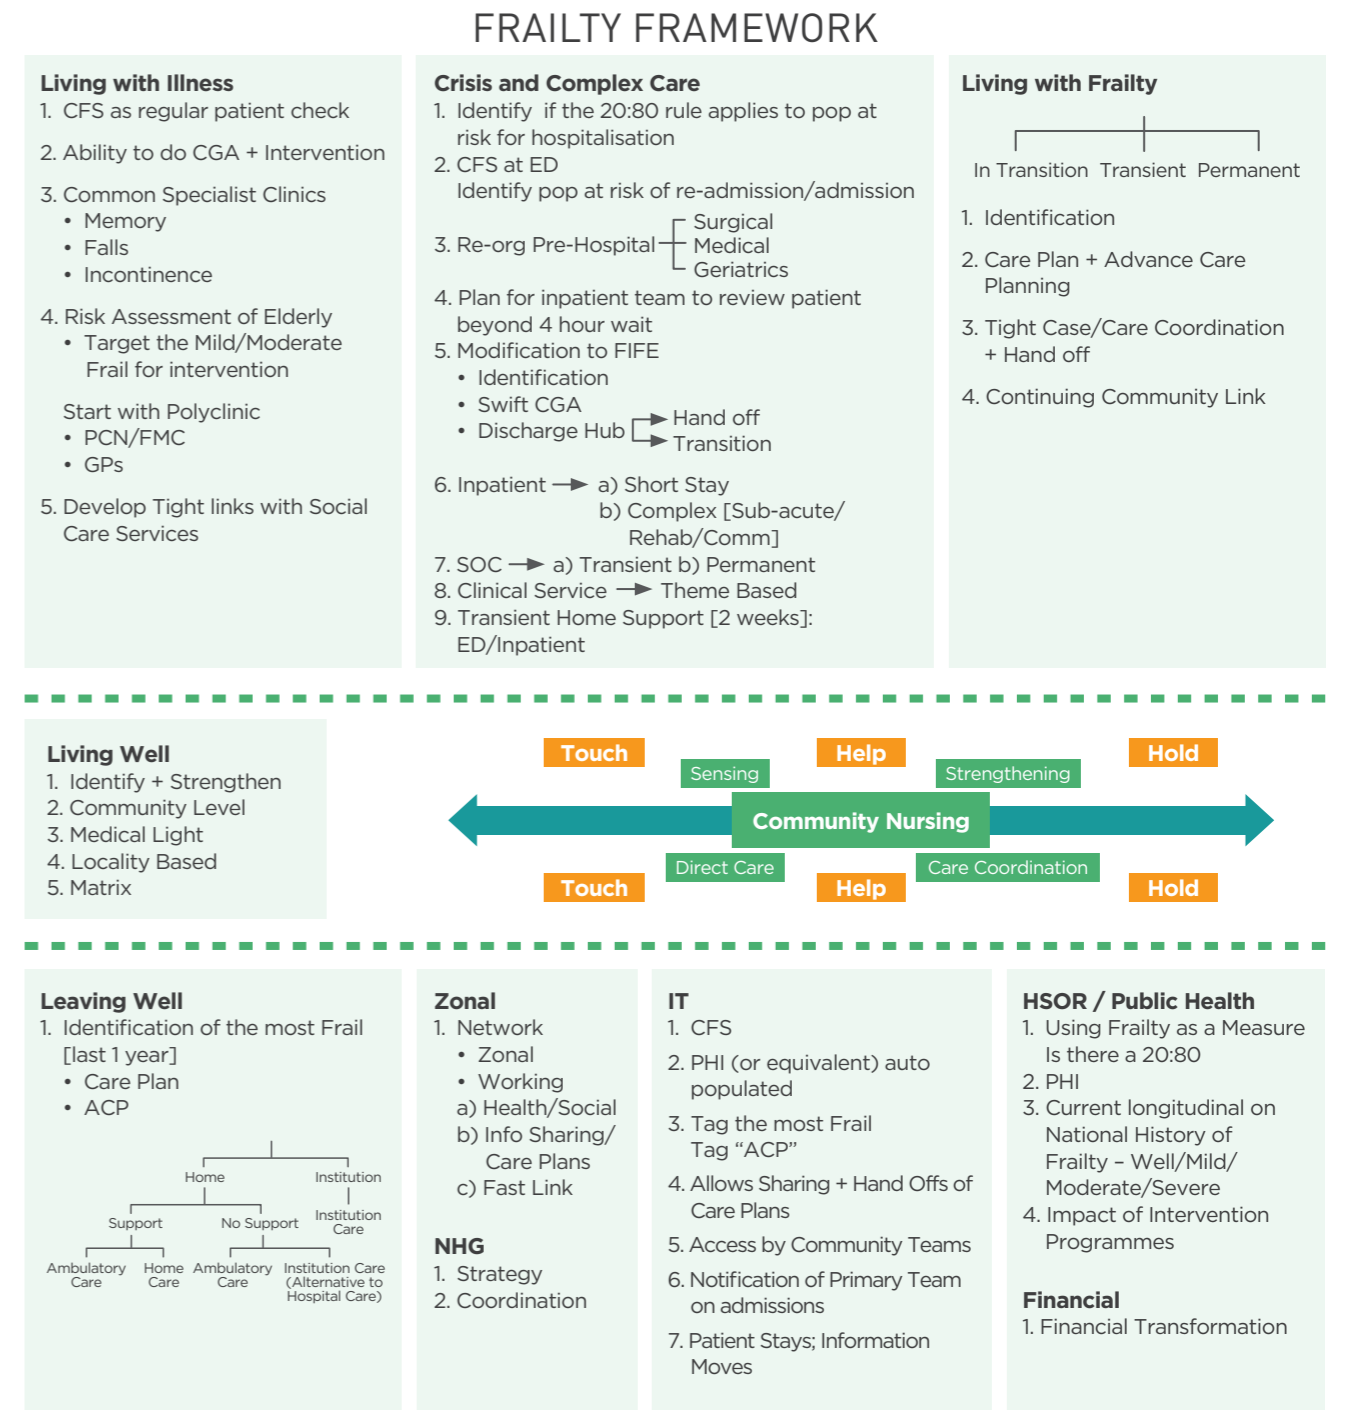 FRAILTY FRAMEWORK
Living with Illness
1. CFS as regular patient check
2. Ability to do CGA + Intervention
3. Common Specialist Clinics
• Memory
• Falls
• Incontinence
4. Risk Assessment of Elderly
• Target the Mild/Moderate
Frail for intervention
Start with Polyclinic
• PCN/FMC
• GPs
5. Develop Tight links with Social
Care Services
Crisis and Complex Care
1. Identify if the 20:80 rule applies to pop at
risk for hospitalisation
2. CFS at ED
Identify pop at risk of re-admission/admission
3. Re-org Pre-Hospital
Surgical
Medical
Geriatrics
4. Plan for inpatient team to review patient
beyond 4 hour wait
5. Modification to FIFE
• Identification
• Swift CGA
• Discharge Hub
Hand off
Transition
6. Inpatient
a) Short Stay
b) Complex [Sub-acute/
Rehab/Comm]
7. SOC a) Transient b) Permanent
8. Clinical Service Theme Based
9. Transient Home Support [2 weeks]:
ED/Inpatient
Living with Frailty
In Transition Transient Permanent
1. Identification
2. Care Plan + Advance Care
Planning
3. Tight Case/Care Coordination
+ Hand off
4. Continuing Community Link
Living Well
1. Identify + Strengthen
2. Community Level
3. Medical Light
4. Locality Based
5. Matrix
Touch Help Hold
Sensing Strengthening
Community Nursing
Direct Care Care Coordination
Touch Help Hold
Leaving Well
1. Identification of the most Frail
[last 1 year]
• Care Plan
• ACP
Home Institution
Support No Support Institution
Care
Ambulatory
Care
Home
Care
Ambulatory
Care
Institution Care
(Alternative to
Hospital Care)
Zonal
1. Network
• Zonal
• Working
a) Health/Social
b) Info Sharing/
Care Plans
c) Fast Link
NHG
1. Strategy
2. Coordination
IT
1. CFS
2. PHI (or equivalent) auto
populated
3. Tag the most Frail
Tag “ACP”
4. Allows Sharing + Hand Offs of
Care Plans
5. Access by Community Teams
6. Notification of Primary Team
on admissions
7. Patient Stays; Information
Moves
HSOR / Public Health
1. Using Frailty as a Measure
Is there a 20:80
2. PHI
3. Current longitudinal on
National History of
Frailty – Well/Mild/
Moderate/Severe
4. Impact of Intervention
Programmes
Financial
1. Financial Transformation